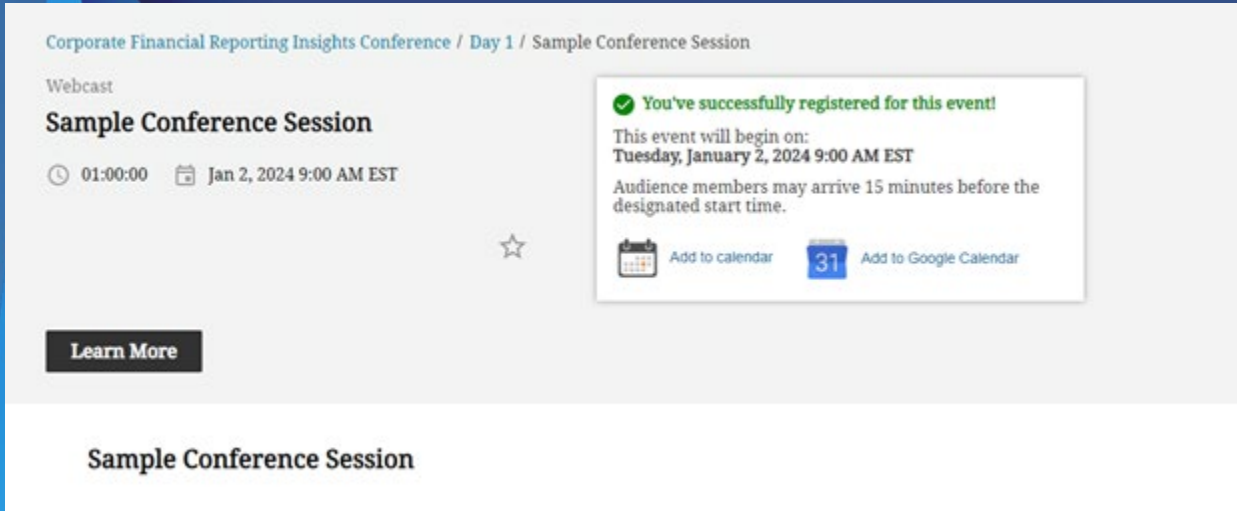 Corporate Financial Reporting Insights Conference / Day 1 / Sample Conference Session
Webcast
Sample Conference Session
01:00:00 Jan 2, 2024 9:00 AM EST
You've successfully registered for this event!
This event will begin on:
Tuesday, January 2, 2024 9:00 AM EST
Audience members may arrive 15 minutes before the
designated start time.
Add to calendar 31 Add to Google Calendar
Learn More
Sample Conference Session